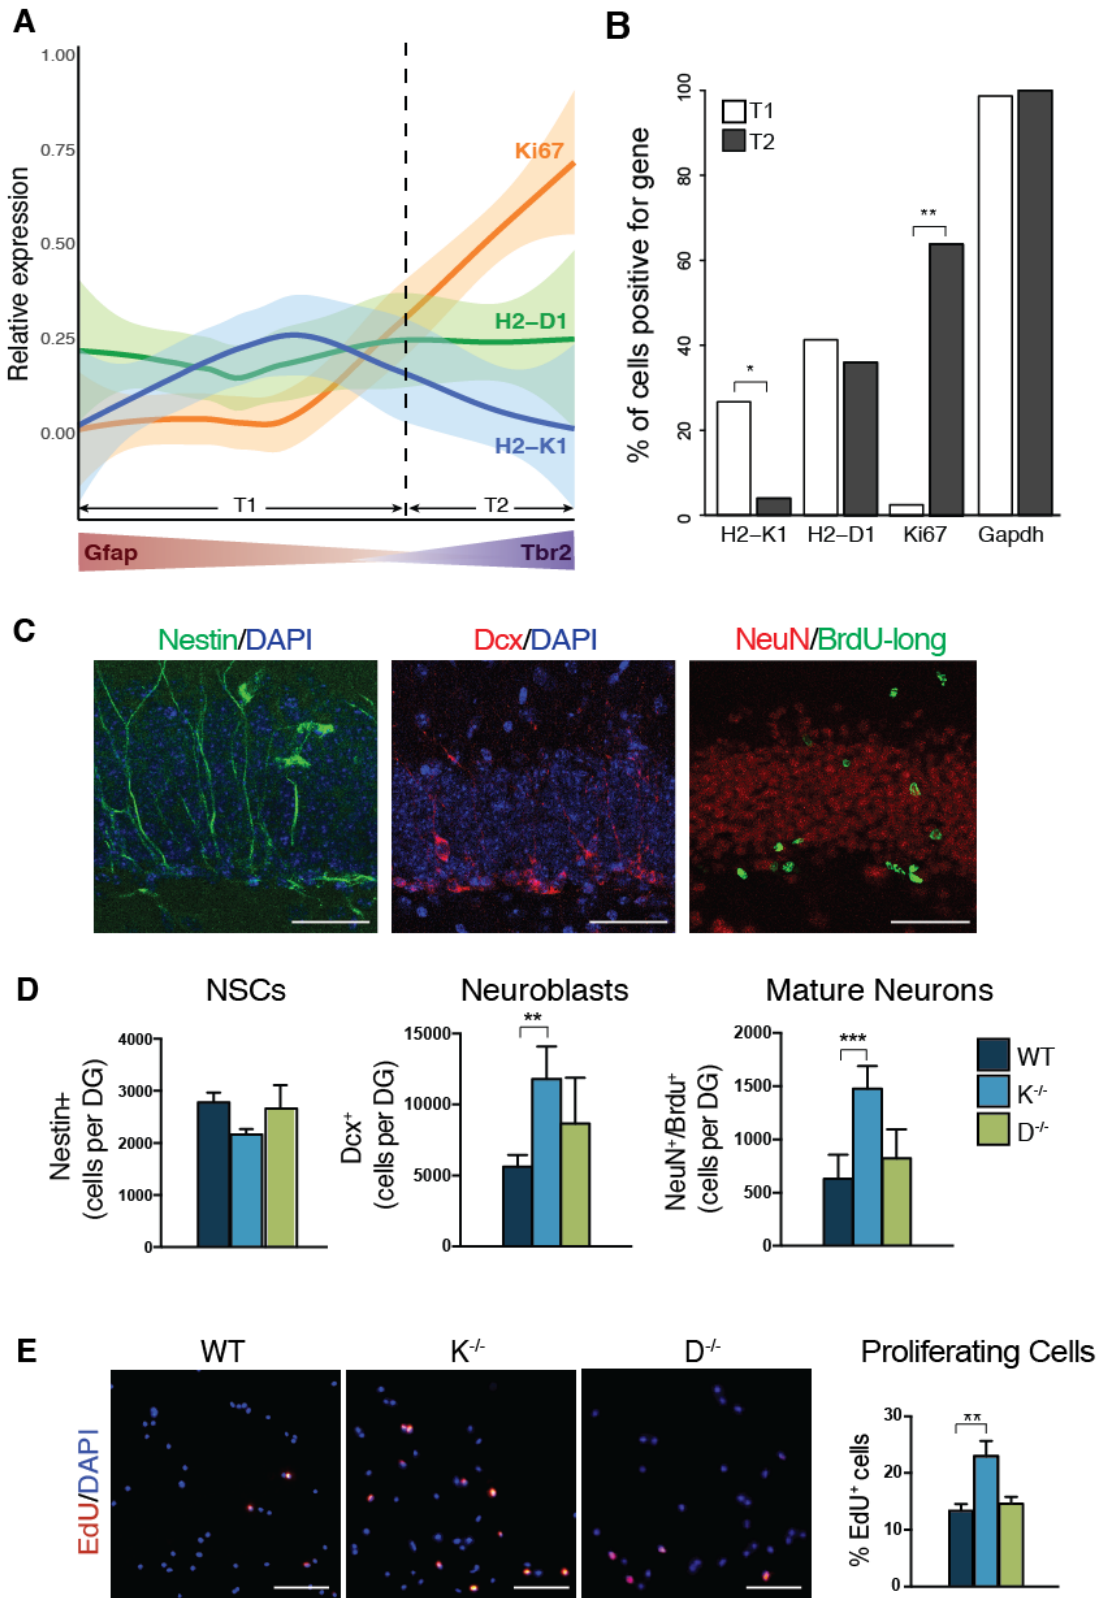 A
1.00
0.75
0.50
0.25
0.00
Relative expression
Ki67
H2–D1
H2–K1
T1
T2
Gfap
Tbr2
B
% of cells positive for gene
100
80
60
40
20
0
T1
T2
*
**
H2–K1
H2–D1
Ki67
Gapdh
C
Nestin/DAPI
Dcx/DAPI
NeuN/BrdU-long
D
NSCs
Nestin+
(cells per DG)
4000
3000
2000
1000
0
Neuroblasts
Dcx⁺
(cells per DG)
15000
10000
5000
0
**
Mature Neurons
NeuN⁺/Brdu⁺
(cells per DG)
2000
1500
1000
500
0
***
WT
K⁻/⁻
D⁻/⁻
E
WT
K⁻/⁻
D⁻/⁻
EdU/DAPI
Proliferating Cells
% EdU⁺ cells
30
20
10
0
**